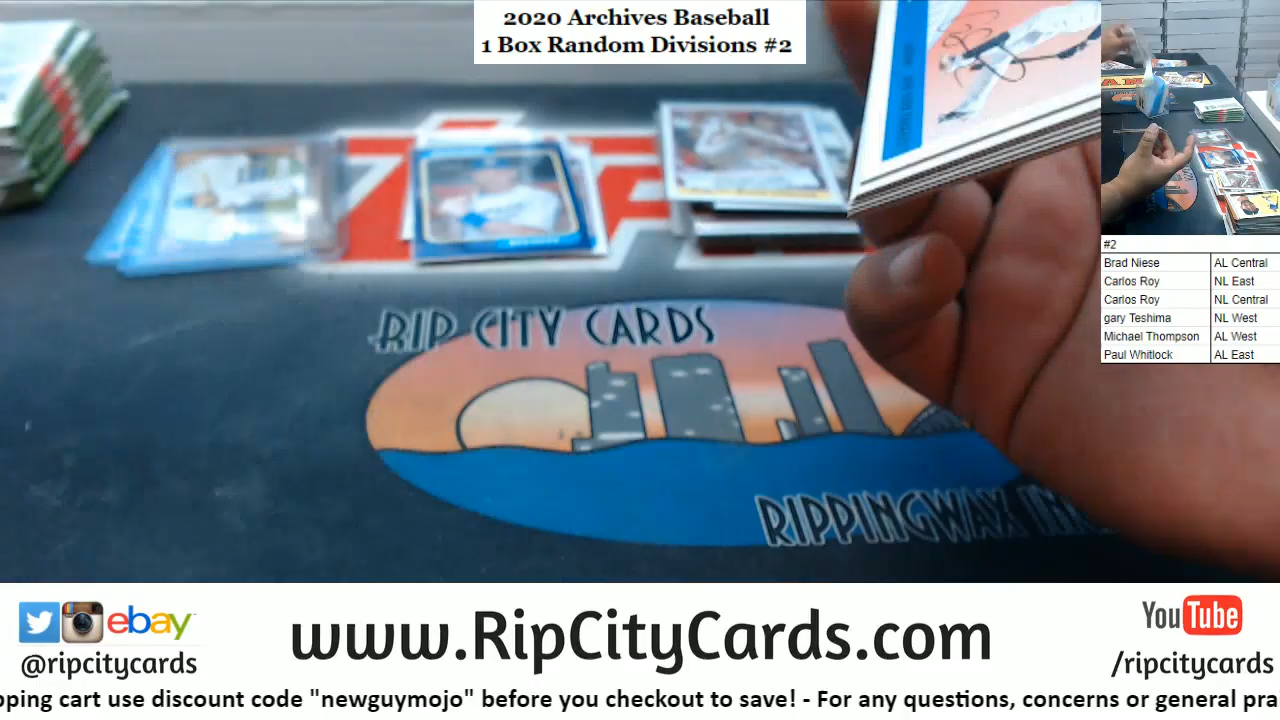 2020 Archives Baseball
1 Box Random Divisions #2
#2
Brad Niese AL Central
Carlos Roy NL East
Carlos Roy NL Central
gary Teshima NL West
Michael Thompson AL West
Paul Whitlock AL East
RIP CITY CARDS
RIPPINGWAX
ebay
@ripcitycards
www.RipCityCards.com
YouTube
/ripcitycards
pping cart use discount code "newguymojo" before you checkout to save! - For any questions, concerns or general pra